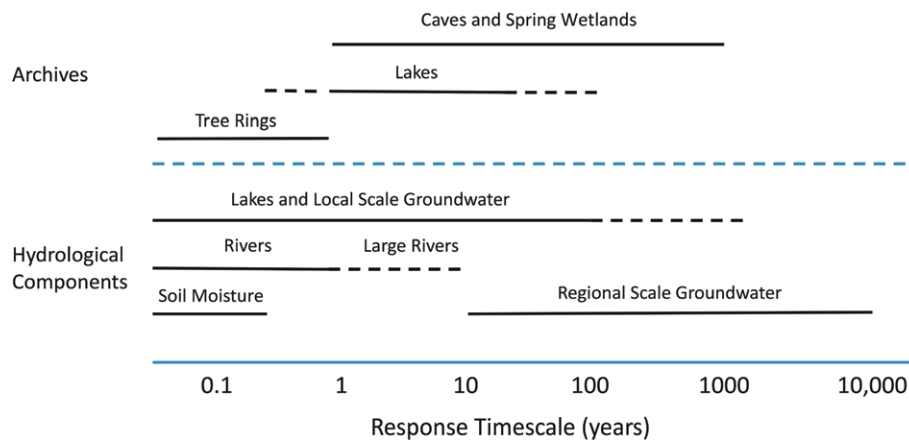 Caves and Spring Wetlands
Archives
Lakes
Tree Rings
Lakes and Local Scale Groundwater
Rivers
Large Rivers
Hydrological
Components
Soil Moisture
Regional Scale Groundwater
0.1 1 10 100 1000 10,000
Response Timescale (years)